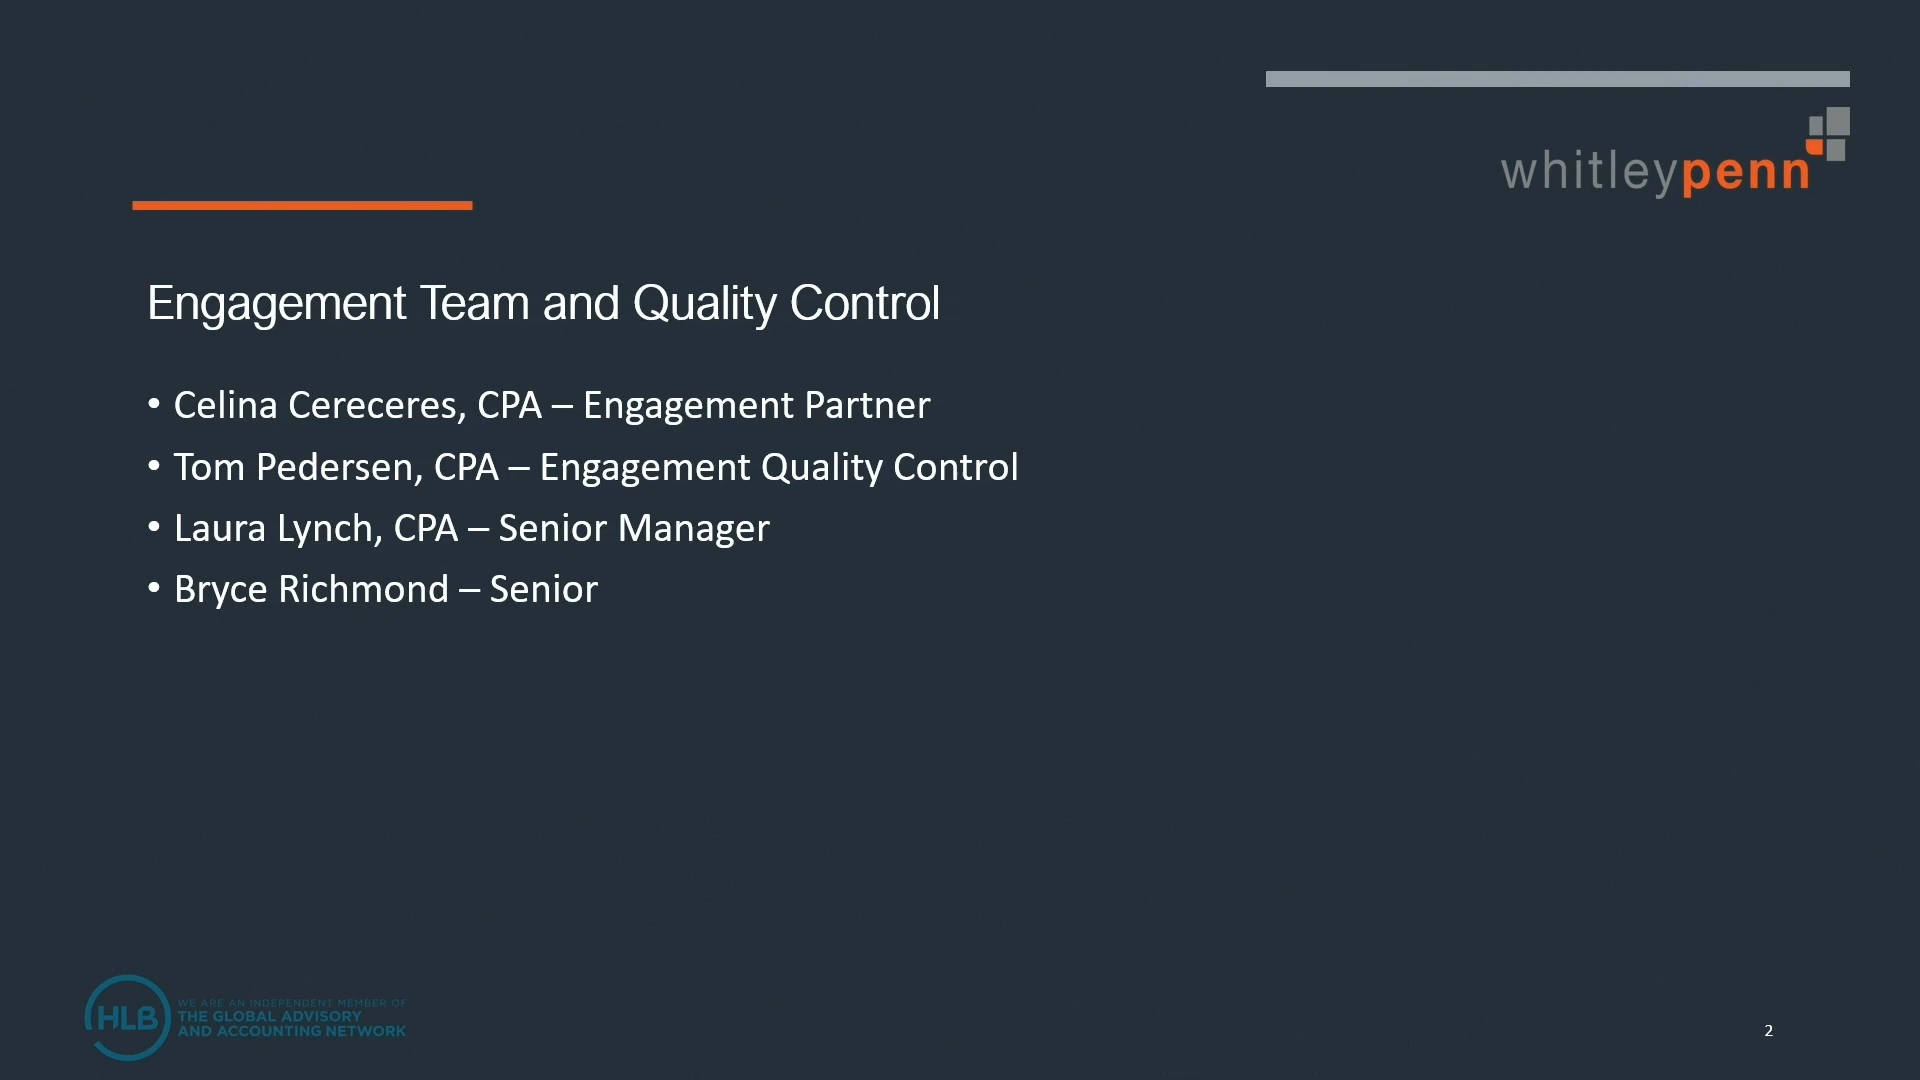 whitleypenn
Engagement Team and Quality Control
• Celina Cereceres, CPA – Engagement Partner
• Tom Pedersen, CPA – Engagement Quality Control
• Laura Lynch, CPA – Senior Manager
• Bryce Richmond – Senior
HLB
WE ARE AN INDEPENDENT MEMBER OF
THE GLOBAL ADVISORY
AND ACCOUNTING NETWORK
2